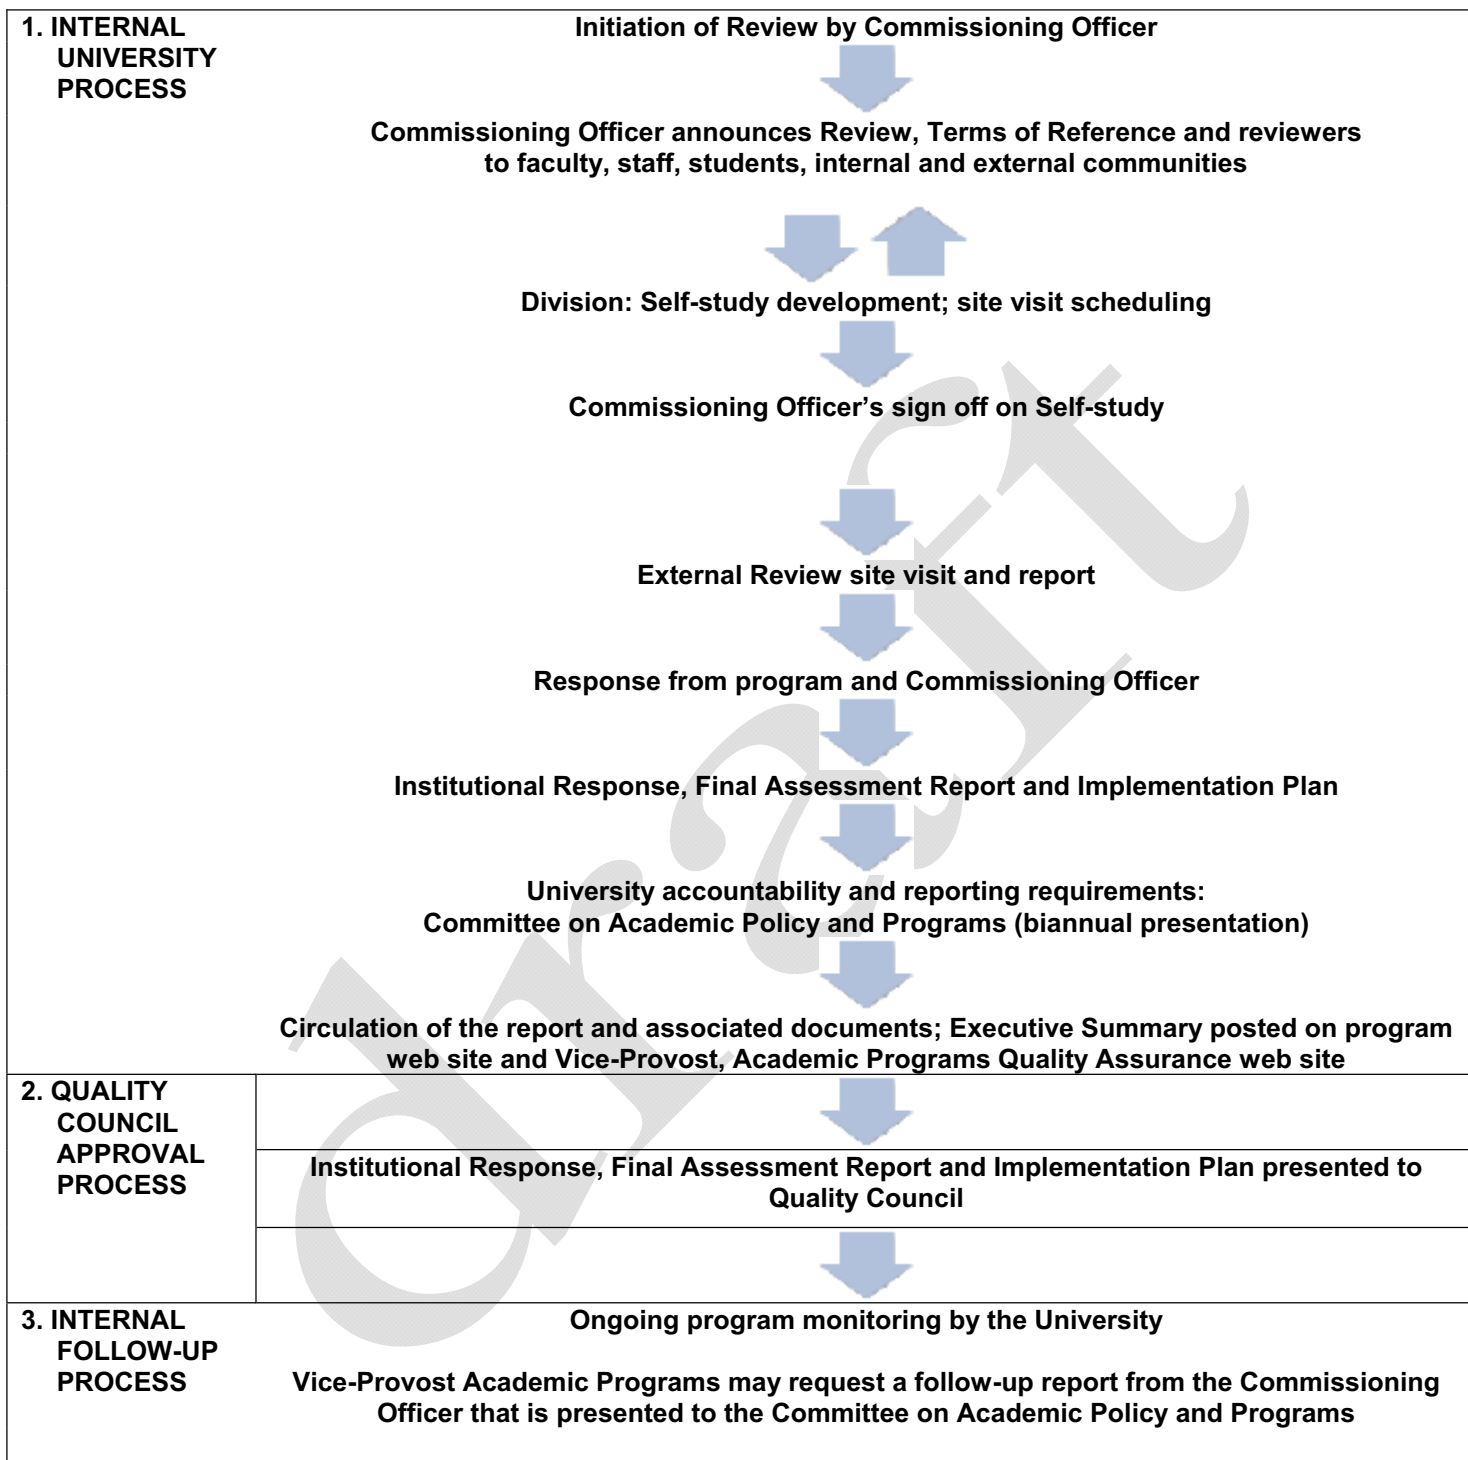 1. INTERNAL
UNIVERSITY
PROCESS
Initiation of Review by Commissioning Officer
Commissioning Officer announces Review, Terms of Reference and reviewers
to faculty, staff, students, internal and external communities
Division: Self-study development; site visit scheduling
Commissioning Officer’s sign off on Self-study
External Review site visit and report
Response from program and Commissioning Officer
Institutional Response, Final Assessment Report and Implementation Plan
University accountability and reporting requirements:
Committee on Academic Policy and Programs (biannual presentation)
Circulation of the report and associated documents; Executive Summary posted on program
web site and Vice-Provost, Academic Programs Quality Assurance web site
2. QUALITY
COUNCIL
APPROVAL
PROCESS
Institutional Response, Final Assessment Report and Implementation Plan presented to
Quality Council
3. INTERNAL
FOLLOW-UP
PROCESS
Ongoing program monitoring by the University
Vice-Provost Academic Programs may request a follow-up report from the Commissioning
Officer that is presented to the Committee on Academic Policy and Programs
draft